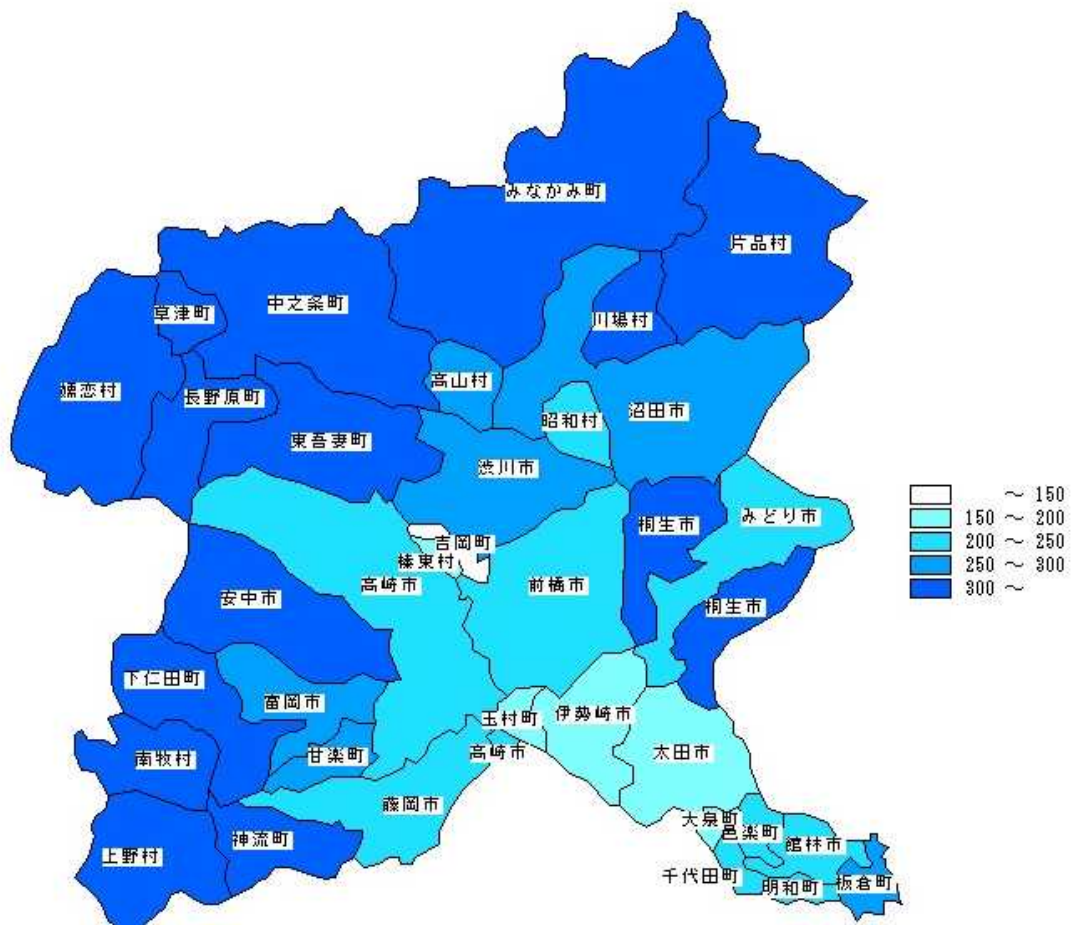 みなかみ町
片品村
中之条町
草津町
川場村
高山村
嬬恋村
長野原町
昭和村
沼田市
東吾妻町
渋川市
桐生市
みどり市
吉岡町
榛東村
高崎市
前橋市
安中市
桐生市
下仁田町
富岡市
玉村町
伊勢崎市
甘楽町
高崎市
太田市
南牧村
藤岡市
大泉町
邑楽町
神流町
館林市
上野村
千代田町
明和町
板倉町
～ 150
150 ～ 200
200 ～ 250
250 ～ 300
300 ～